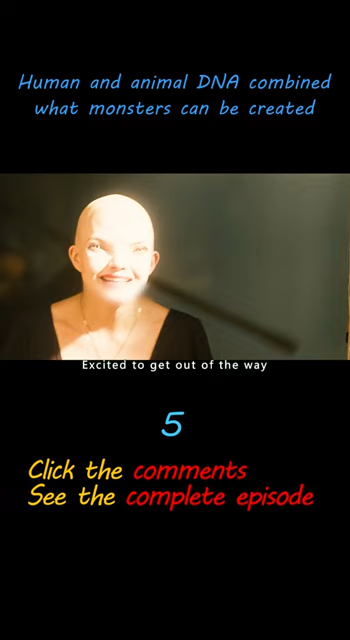 Human and animal DNA combined
what monsters can be created
Excited to get out of the way
5
Click the comments
See the complete episode